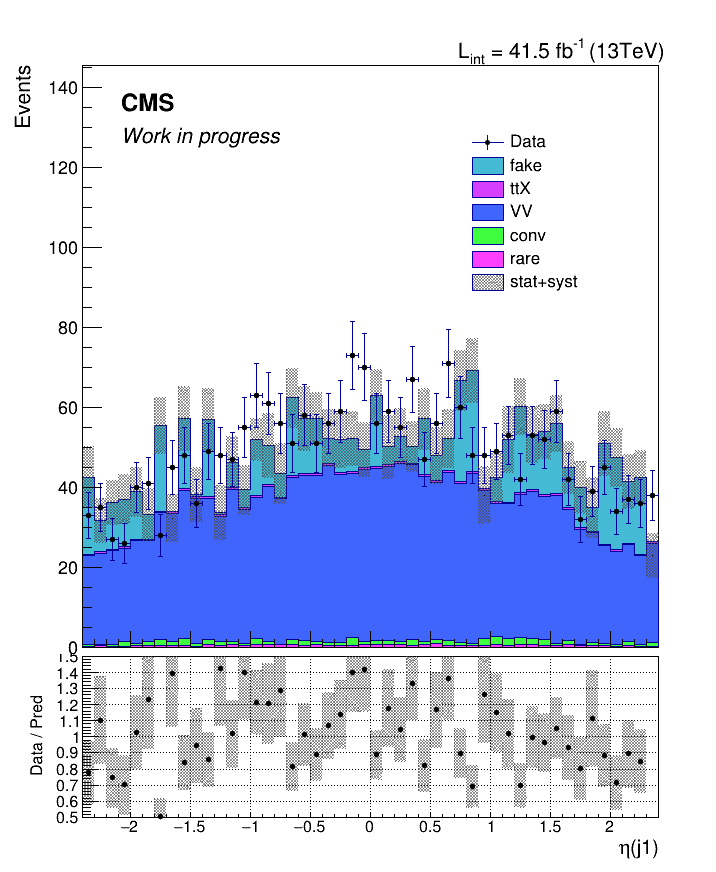 L_int = 41.5 fb^-1 (13TeV)
Events
CMS
Work in progress
Data
fake
ttX
VV
conv
rare
stat+syst
140
120
100
80
60
40
20
0
Data / Pred
1.5
1.4
1.3
1.2
1.1
1
0.9
0.8
0.7
0.6
0.5
−2 −1.5 −1 −0.5 0 0.5 1 1.5 2
η(j1)